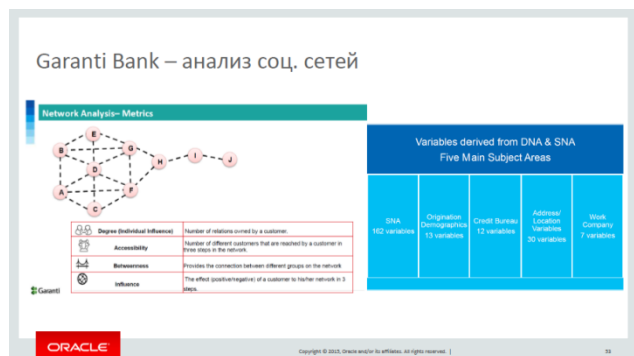 Garanti Bank – анализ соц. сетей
Network Analysis– Metrics
E
B
G
I
J
H
D
A
F
C
Degree (Individual Influence)
Number of relations owned by a customer.
Accessibility
Number of different customers that are reached by a customer in
three steps in the network.
Betweenness
Provides the connection between different groups on the network
Influence
The effect (positive/negative) of a customer to his/her network in 3
steps.
Garanti
Variables derived from DNA & SNA
Five Main Subject Areas
SNA
162 variables
Origination
Demographics
13 variables
Credit Bureau
12 variables
Address/
Location
Variables
30 variables
Work
Company
7 variables
ORACLE
Copyright © 2015, Oracle and/or its affiliates. All rights reserved. |